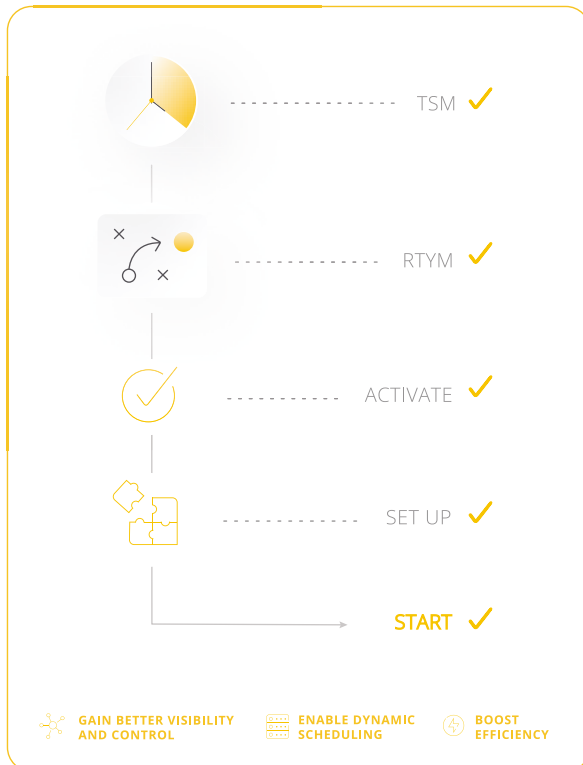 TSM
RTYM
ACTIVATE
SET UP
START
GAIN BETTER VISIBILITY
AND CONTROL
ENABLE DYNAMIC
SCHEDULING
BOOST
EFFICIENCY